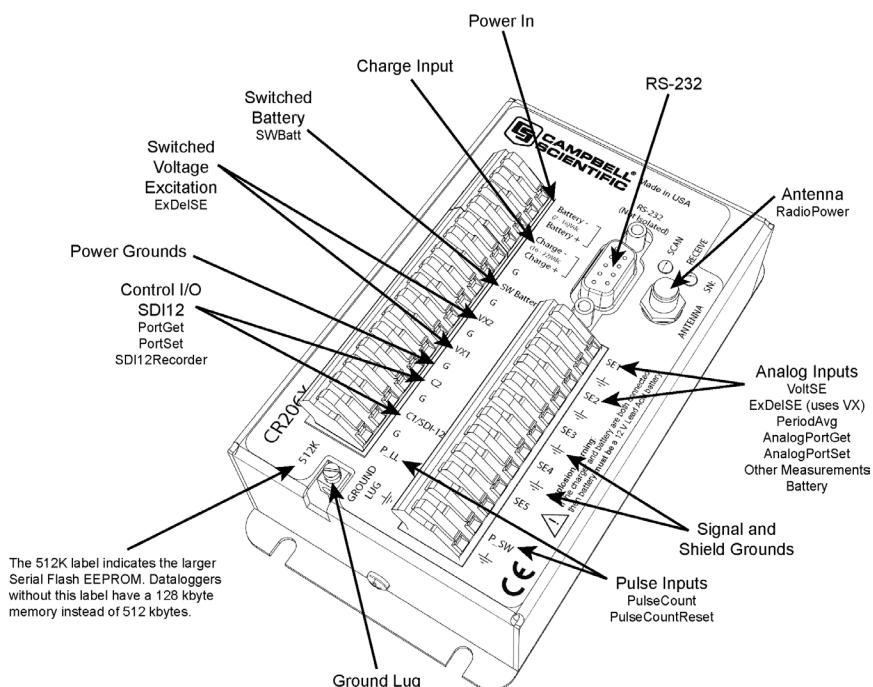 Power In
Charge Input
RS-232
Switched
Battery
SWBatt
Switched
Voltage
Excitation
ExDelSE
Antenna
RadioPower
Power Grounds
Control I/O
SDI12
PortGet
PortSet
SDI12Recorder
CAMPBELL
SCIENTIFIC
Made in USA
Battery -
Battery +
Charge -
Charge +
G
SW Battery
G
VX2
G
VX1
G
C2
G
C1/SDI-12
G
P_LL
RS-232
(Not Isolated)
SCAN
RECEIVE
ANTENNA
SN:
CR206X
512K
GROUND
LUG
SE1
SE2
SE3
SE4
SE5
P_SW
CE
Analog Inputs
VoltSE
ExDelSE (uses VX)
PeriodAvg
AnalogPortGet
AnalogPortSet
Other Measurements
Battery
Signal and
Shield Grounds
Pulse Inputs
PulseCount
PulseCountReset
The 512K label indicates the larger
Serial Flash EEPROM. Dataloggers
without this label have a 128 kbyte
memory instead of 512 kbytes.
Ground Lug